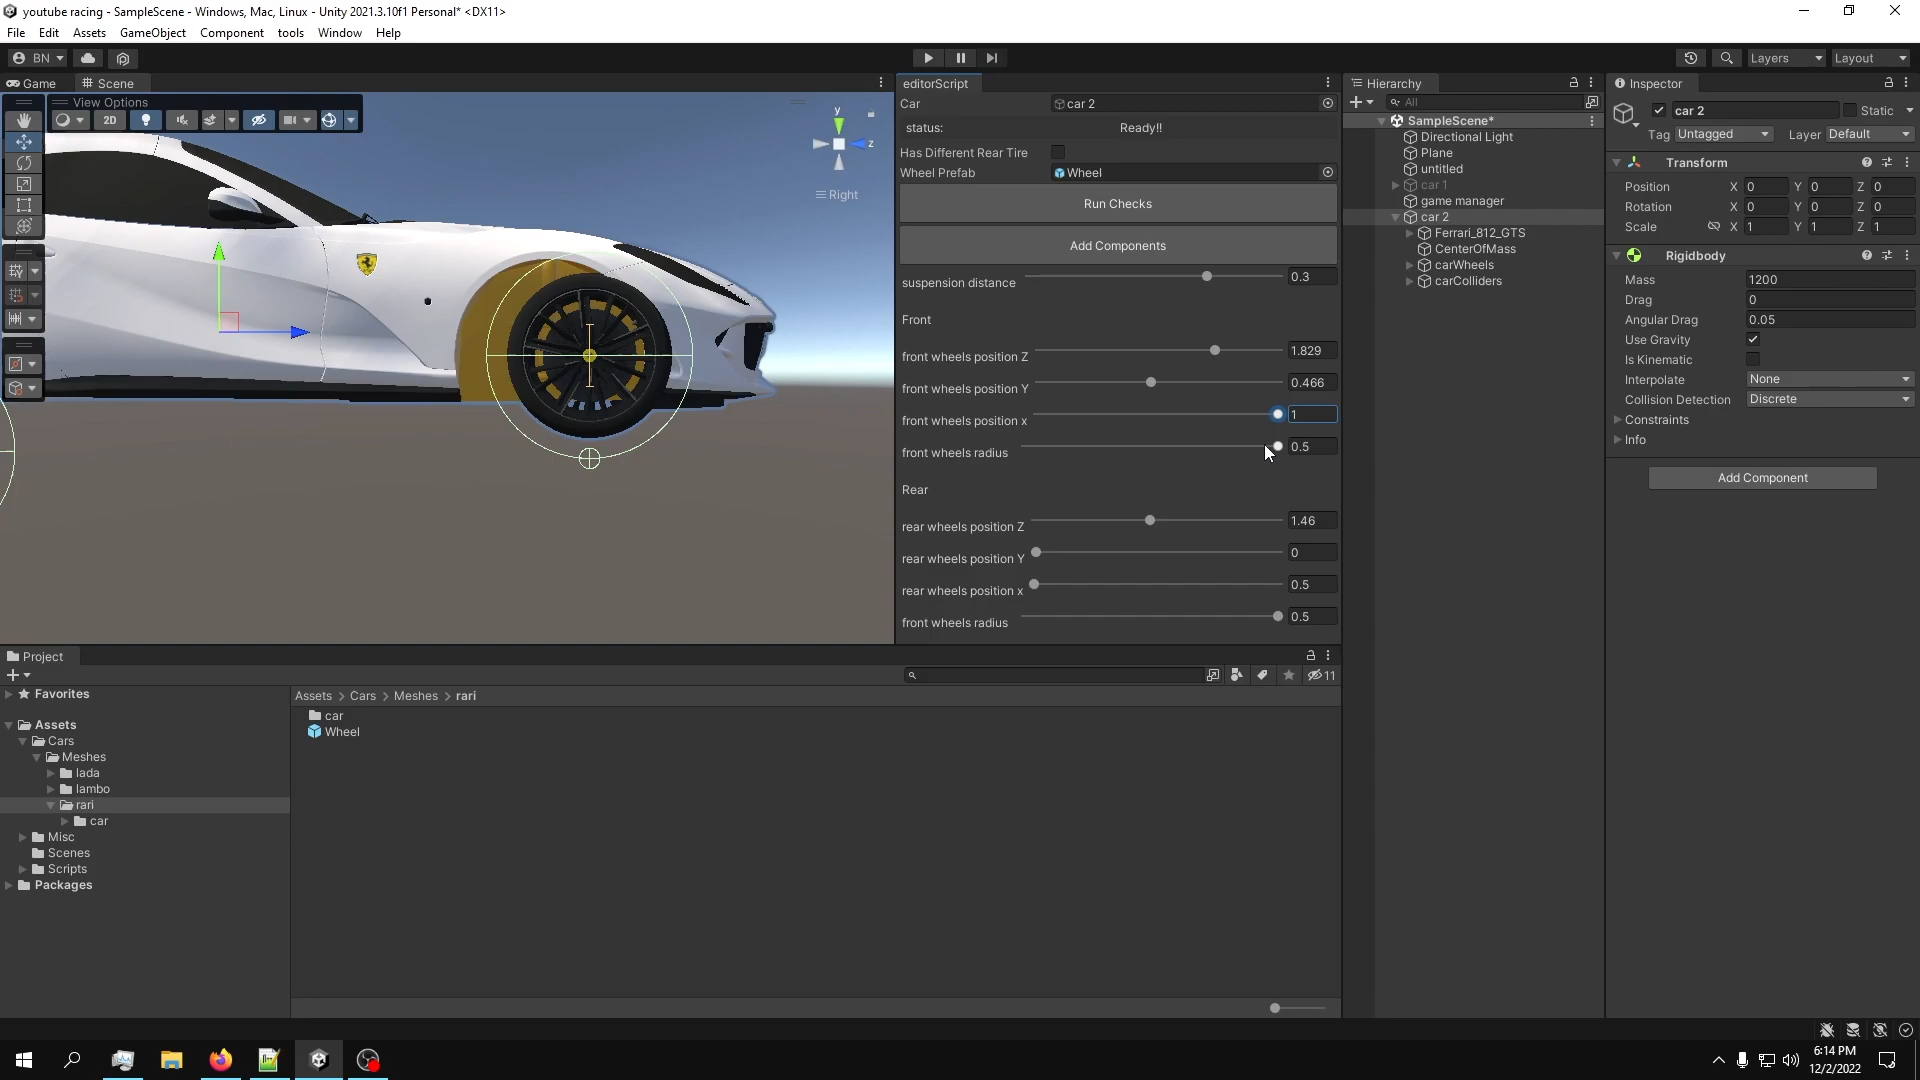 youtube racing - SampleScene - Windows, Mac, Linux - Unity 2021.3.10f1 Personal* <DX11>
File Edit Assets GameObject Component tools Window Help
BN Layers Layout
Game Scene
View Options
2D
y
z
Right
editorScript
Car car 2
status: Ready!!
Has Different Rear Tire
Wheel Prefab Wheel
Run Checks
Add Components
suspension distance 0.3
Front
front wheels position Z 1.829
front wheels position Y 0.466
front wheels position x 1
front wheels radius 0.5
Rear
rear wheels position Z 1.46
rear wheels position Y 0
rear wheels position x 0.5
front wheels radius 0.5
Hierarchy
All
SampleScene*
Directional Light
Plane
untitled
car 1
game manager
car 2
Ferrari_812_GTS
CenterOfMass
carWheels
carColliders
Inspector
car 2 Static
Tag Untagged Layer Default
Transform
Position X 0 Y 0 Z 0
Rotation X 0 Y 0 Z 0
Scale X 1 Y 1 Z 1
Rigidbody
Mass 1200
Drag 0
Angular Drag 0.05
Use Gravity
Is Kinematic
Interpolate None
Collision Detection Discrete
Constraints
Info
Add Component
Project
11
Favorites
Assets
Cars
Meshes
lada
lambo
rari
car
Misc
Scenes
Scripts
Packages
Assets > Cars > Meshes > rari
car
Wheel
6:14 PM
12/2/2022